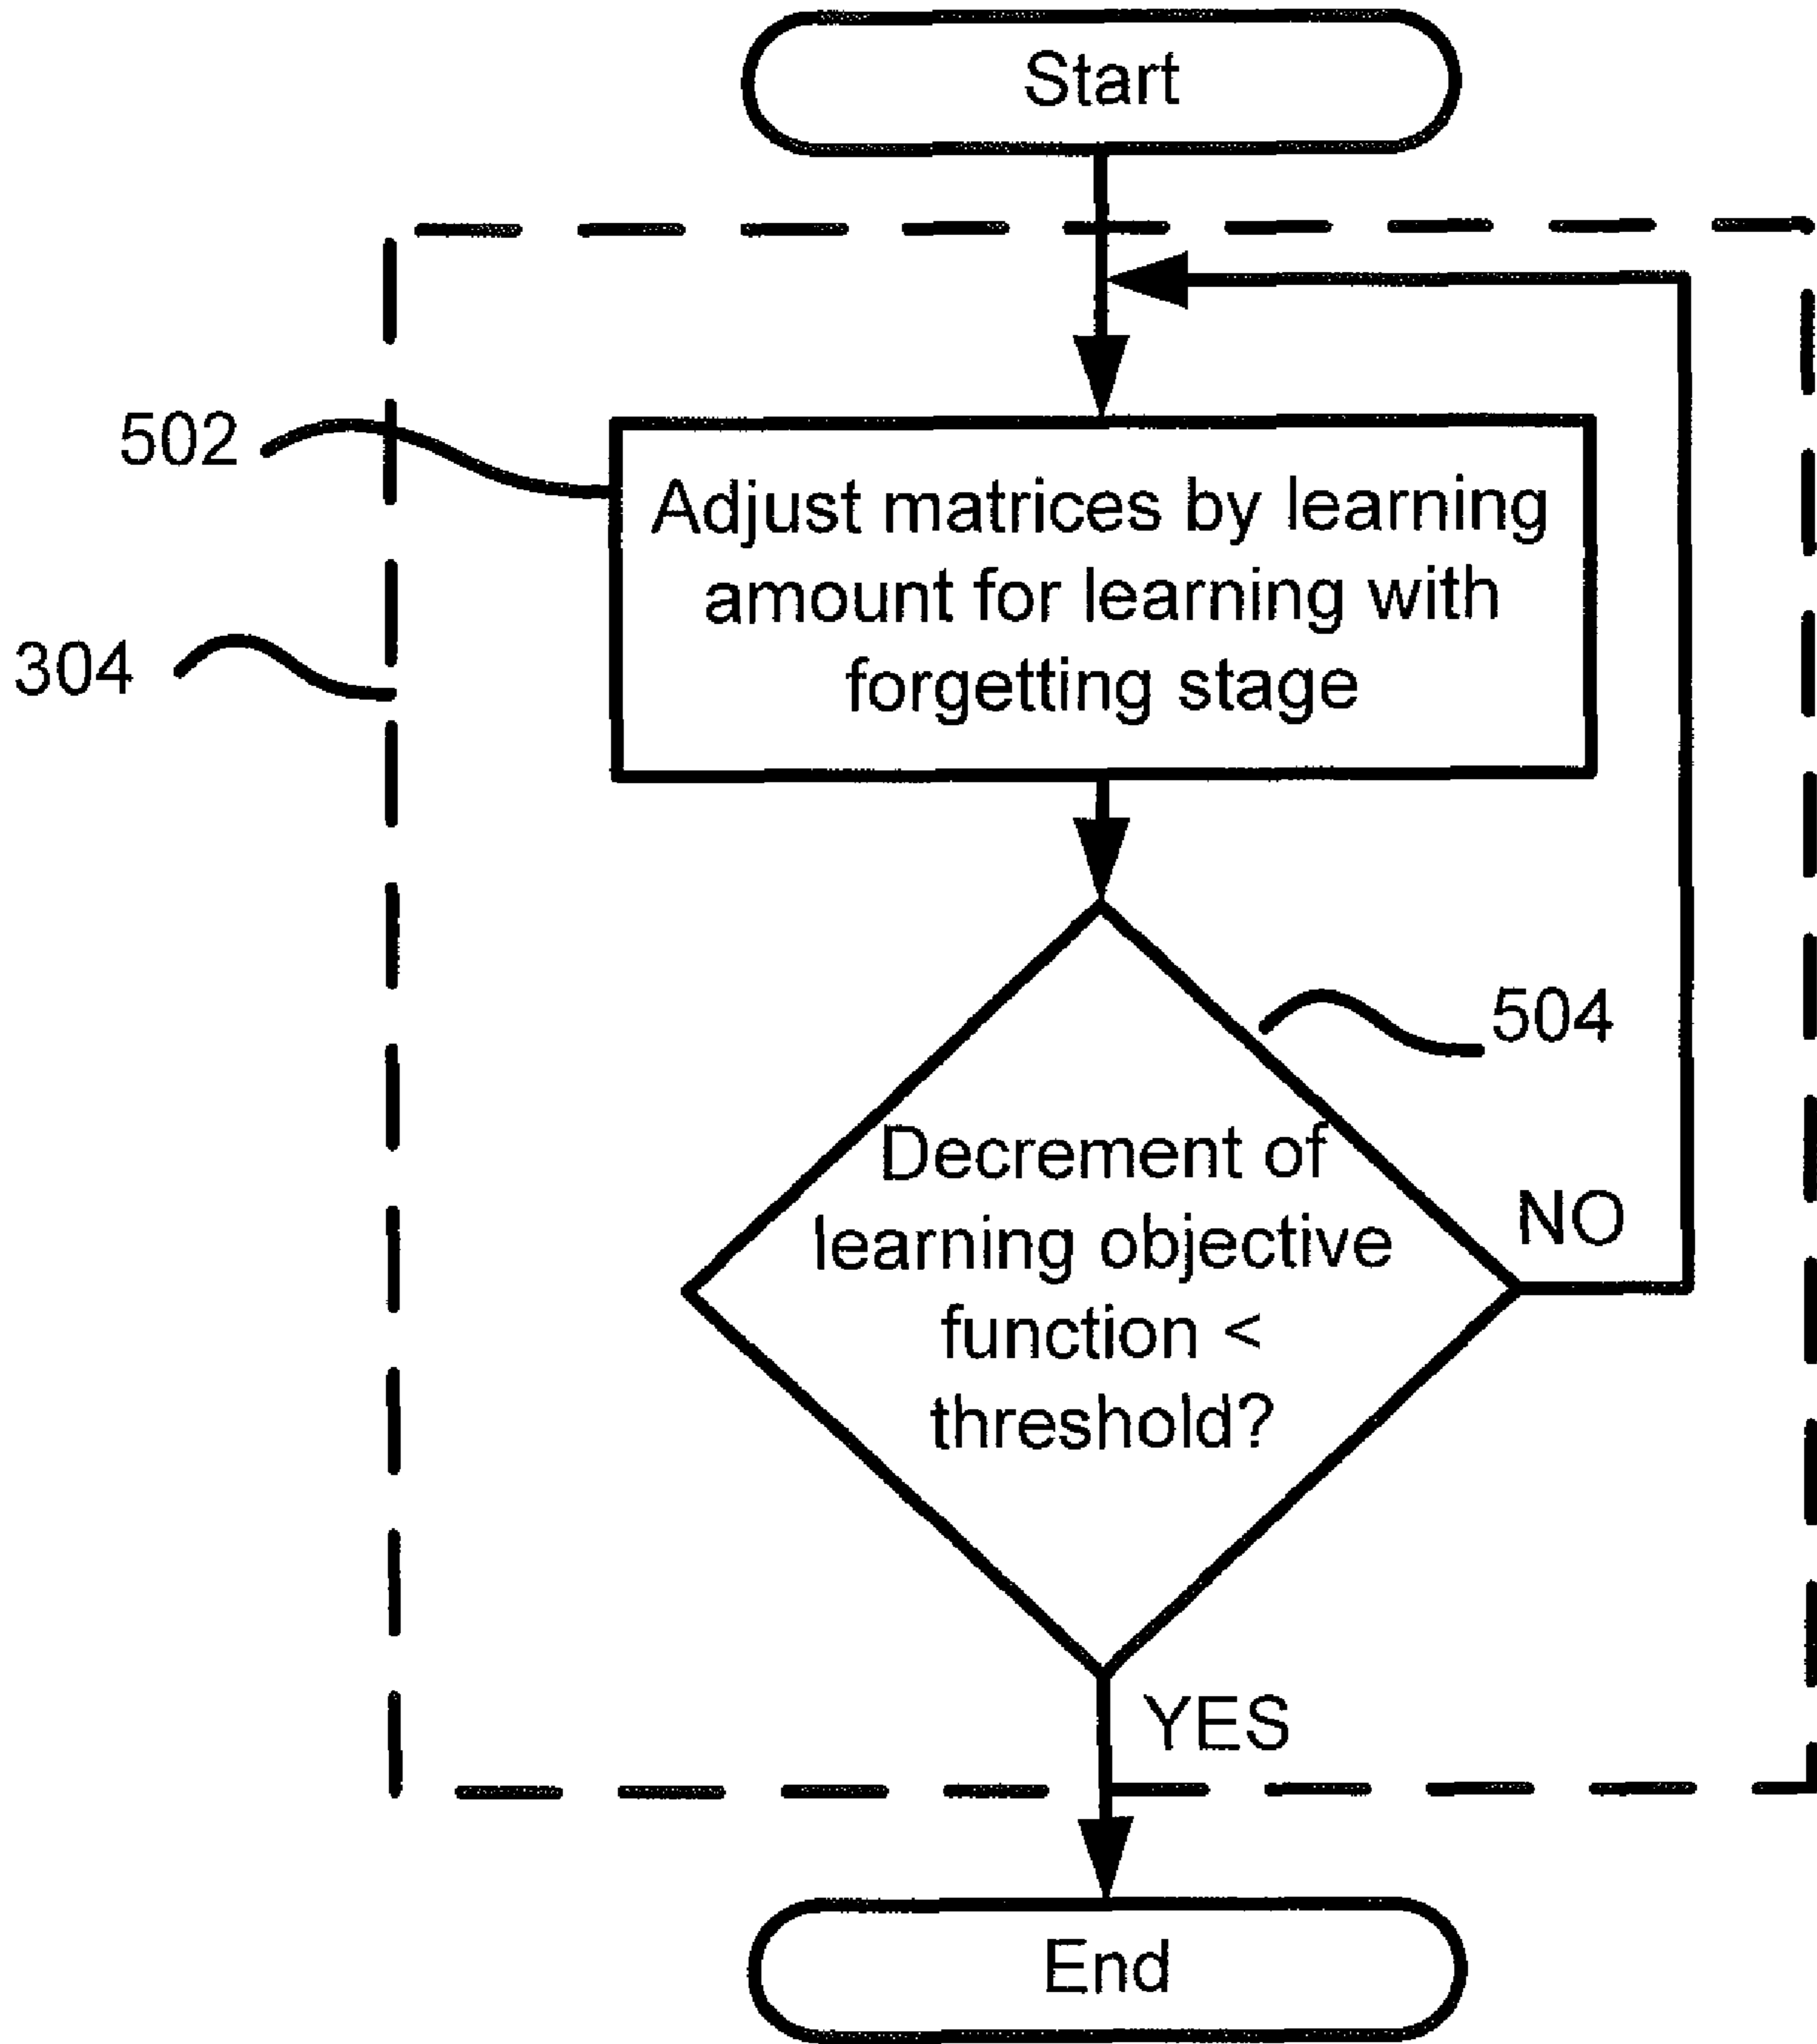 Start
502
Adjust matrices by learning
amount for learning with
forgetting stage
304
504
Decrement of
learning objective
function <
threshold?
NO
YES
End